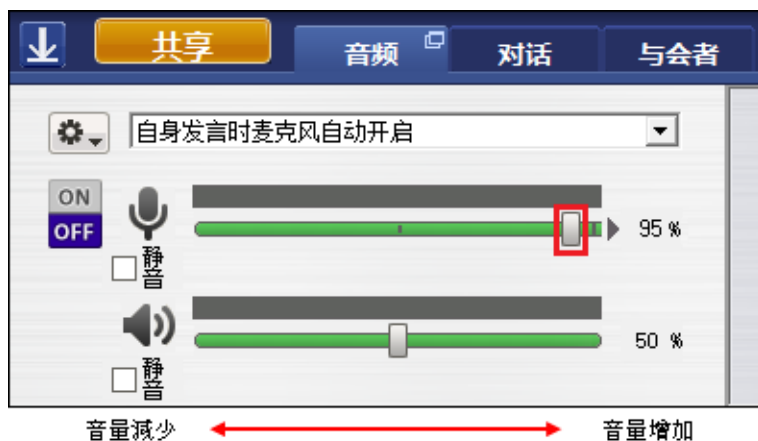 共享 音频 对话 与会者
自身发言时麦克风自动开启
ON
OFF
95 %
静音
50 %
静音
音量减少 音量增加